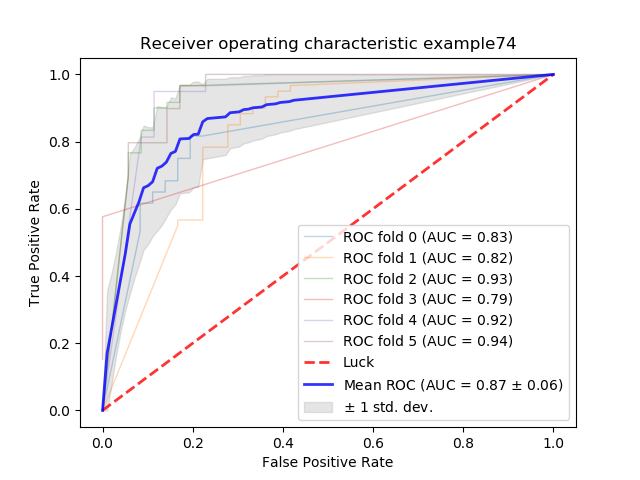 Receiver operating characteristic example74
True Positive Rate
1.0
0.8
0.6
0.4
0.2
0.0
ROC fold 0 (AUC = 0.83)
ROC fold 1 (AUC = 0.82)
ROC fold 2 (AUC = 0.93)
ROC fold 3 (AUC = 0.79)
ROC fold 4 (AUC = 0.92)
ROC fold 5 (AUC = 0.94)
Luck
Mean ROC (AUC = 0.87 ± 0.06)
± 1 std. dev.
0.0 0.2 0.4 0.6 0.8 1.0
False Positive Rate